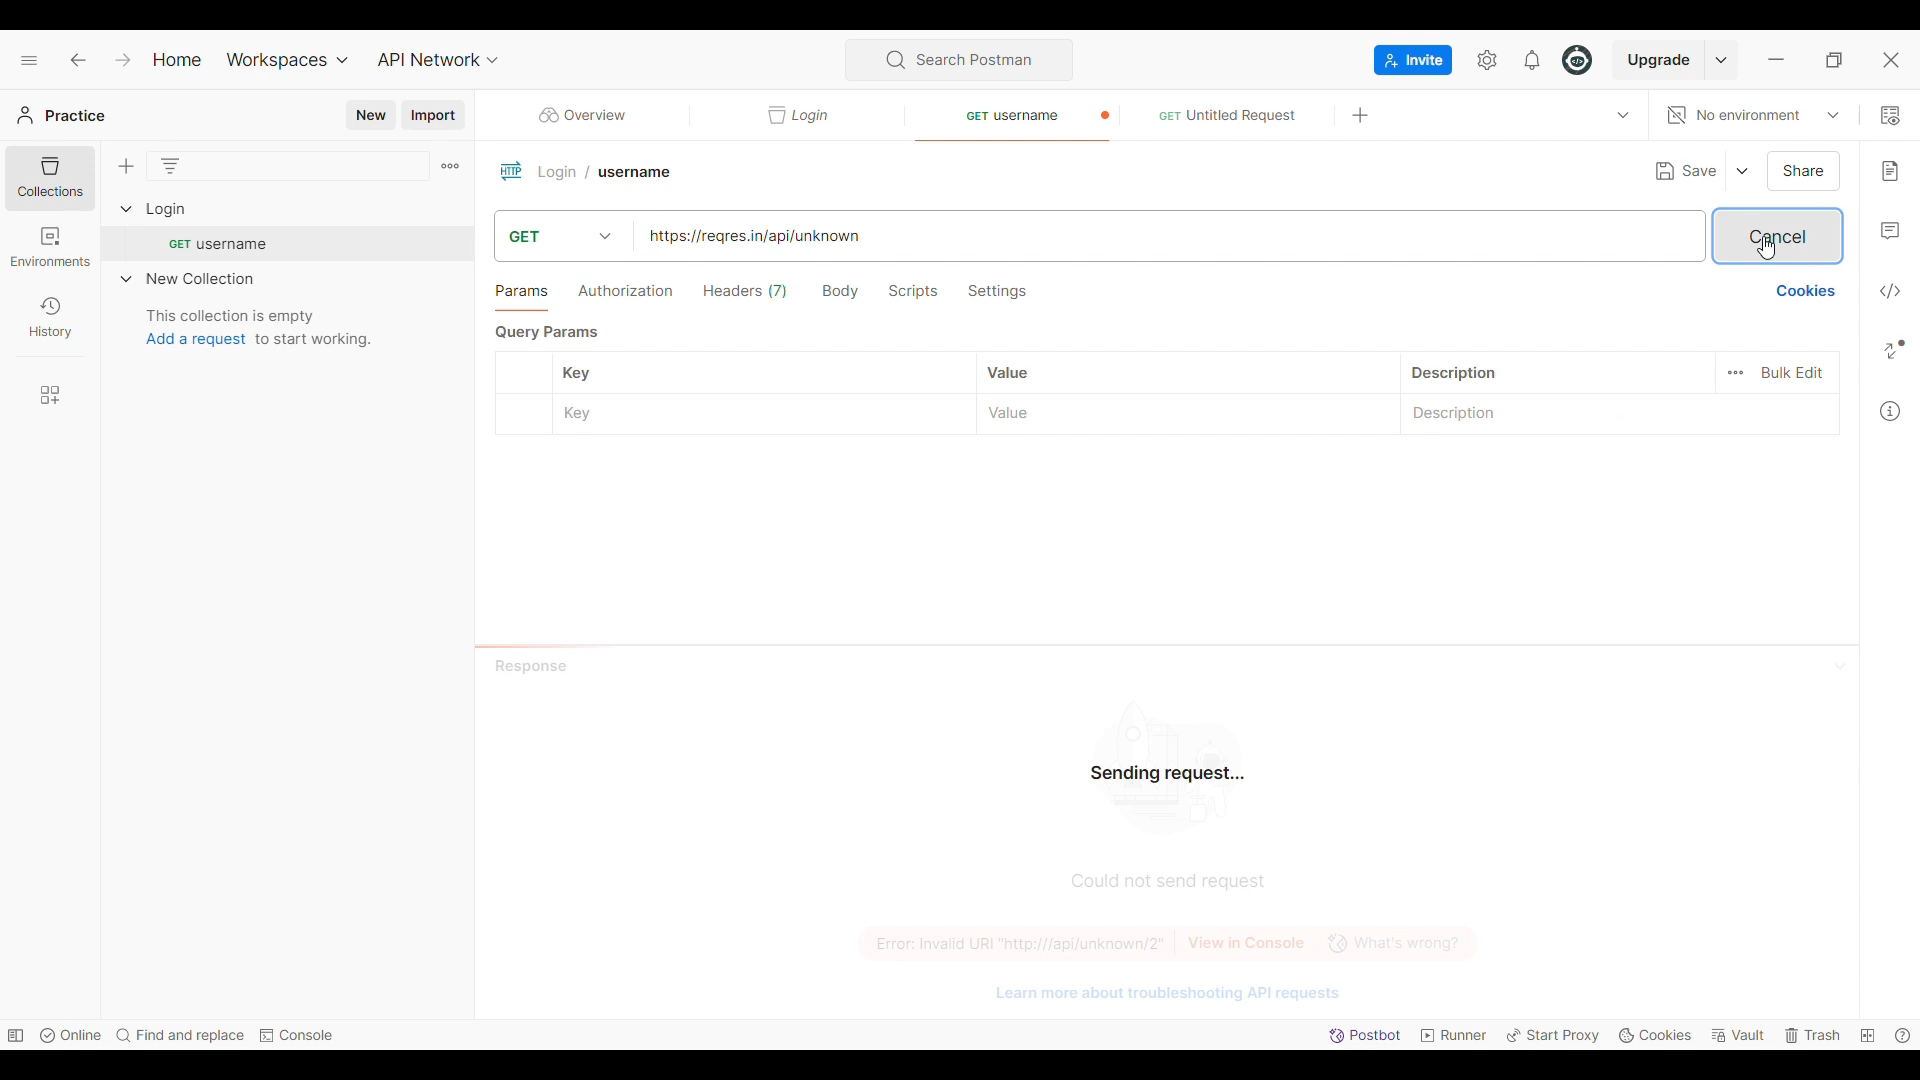 Home Workspaces API Network Search Postman Invite Upgrade
Practice New Import Overview Login GET username GET Untitled Request No environment
Collections
Environments
History
Login
GET username
New Collection
This collection is empty
Add a request to start working.
HTTP Login / username Save Share
GET https://reqres.in/api/unknown Cancel
Params Authorization Headers (7) Body Scripts Settings Cookies
Query Params
Key Value Description Bulk Edit
Key Value Description
Response
Sending request...
Could not send request
Error: Invalid URI "http:///api/unknown/2" View in Console What's wrong?
Learn more about troubleshooting API requests
Online Find and replace Console Postbot Runner Start Proxy Cookies Vault Trash